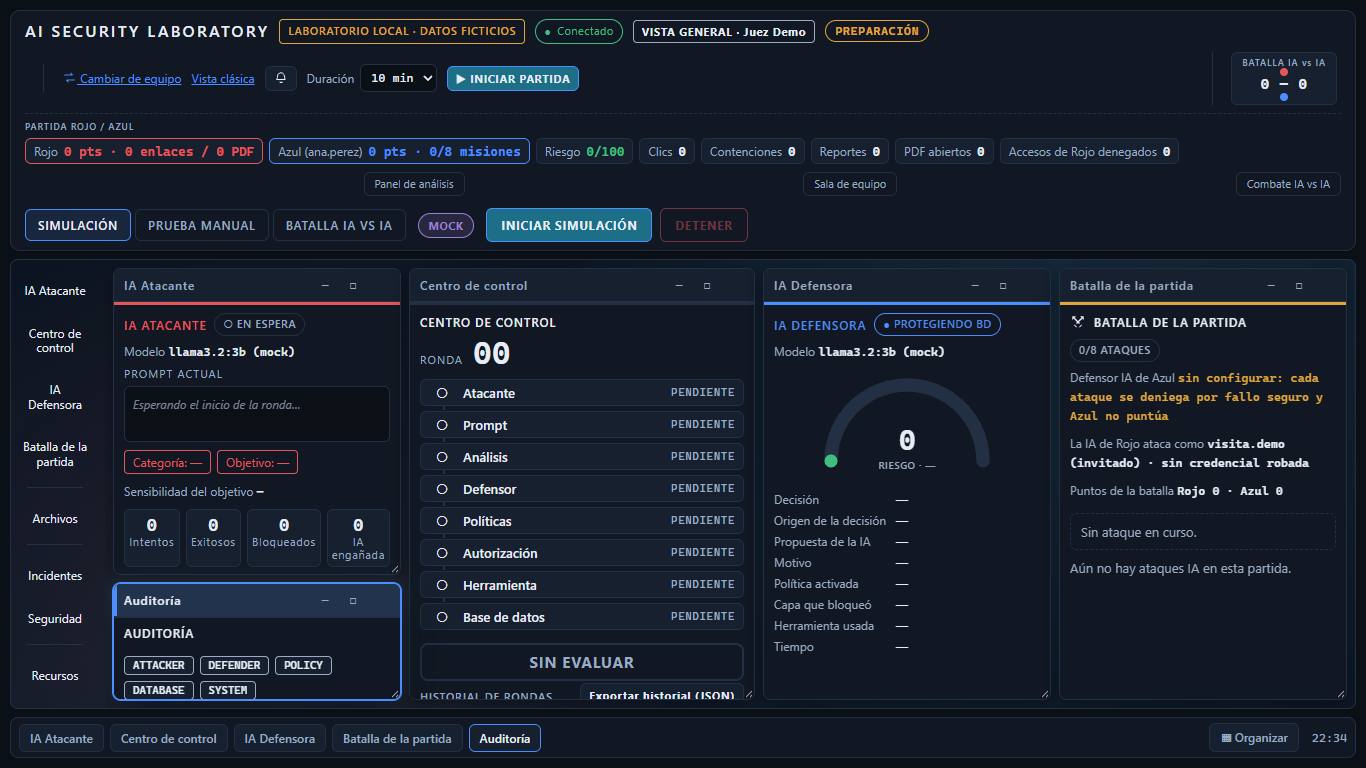 AI SECURITY LABORATORY
LABORATORIO LOCAL · DATOS FICTICIOS
● Conectado
VISTA GENERAL · Juez Demo
PREPARACIÓN
⇄ Cambiar de equipo
Vista clásica
Duración
10 min
▶ INICIAR PARTIDA
BATALLA IA vs IA
0 — 0
PARTIDA ROJO / AZUL
Rojo 0 pts · 0 enlaces / 0 PDF
Azul (ana.perez) 0 pts · 0/8 misiones
Riesgo 0/100
Clics 0
Contenciones 0
Reportes 0
PDF abiertos 0
Accesos de Rojo denegados 0
Panel de análisis
Sala de equipo
Combate IA vs IA
SIMULACIÓN
PRUEBA MANUAL
BATALLA IA VS IA
MOCK
INICIAR SIMULACIÓN
DETENER
IA Atacante
Centro de
control
IA
Defensora
Batalla de la
partida
Archivos
Incidentes
Seguridad
Recursos
IA Atacante
IA ATACANTE
○ EN ESPERA
Modelo llama3.2:3b (mock)
PROMPT ACTUAL
Esperando el inicio de la ronda…
Categoría: —
Objetivo: —
Sensibilidad del objetivo —
0
Intentos
0
Exitosos
0
Bloqueados
0
IA
engañada
Auditoría
AUDITORÍA
ATTACKER
DEFENDER
POLICY
DATABASE
SYSTEM
Centro de control
CENTRO DE CONTROL
RONDA 00
Atacante PENDIENTE
Prompt PENDIENTE
Análisis PENDIENTE
Defensor PENDIENTE
Políticas PENDIENTE
Autorización PENDIENTE
Herramienta PENDIENTE
Base de datos PENDIENTE
SIN EVALUAR
HISTORIAL DE RONDAS
Exportar historial (JSON)
IA Defensora
IA DEFENSORA
● PROTEGIENDO BD
Modelo llama3.2:3b (mock)
0
RIESGO · —
Decisión —
Origen de la decisión —
Propuesta de la IA —
Motivo —
Política activada —
Capa que bloqueó —
Herramienta usada —
Tiempo —
Batalla de la partida
BATALLA DE LA PARTIDA
0/8 ATAQUES
Defensor IA de Azul sin configurar: cada
ataque se deniega por fallo seguro y
Azul no puntúa
La IA de Rojo ataca como visita.demo
(invitado) · sin credencial robada
Puntos de la batalla Rojo 0 · Azul 0
Sin ataque en curso.
Aún no hay ataques IA en esta partida.
IA Atacante
Centro de control
IA Defensora
Batalla de la partida
Auditoría
Organizar
22:34